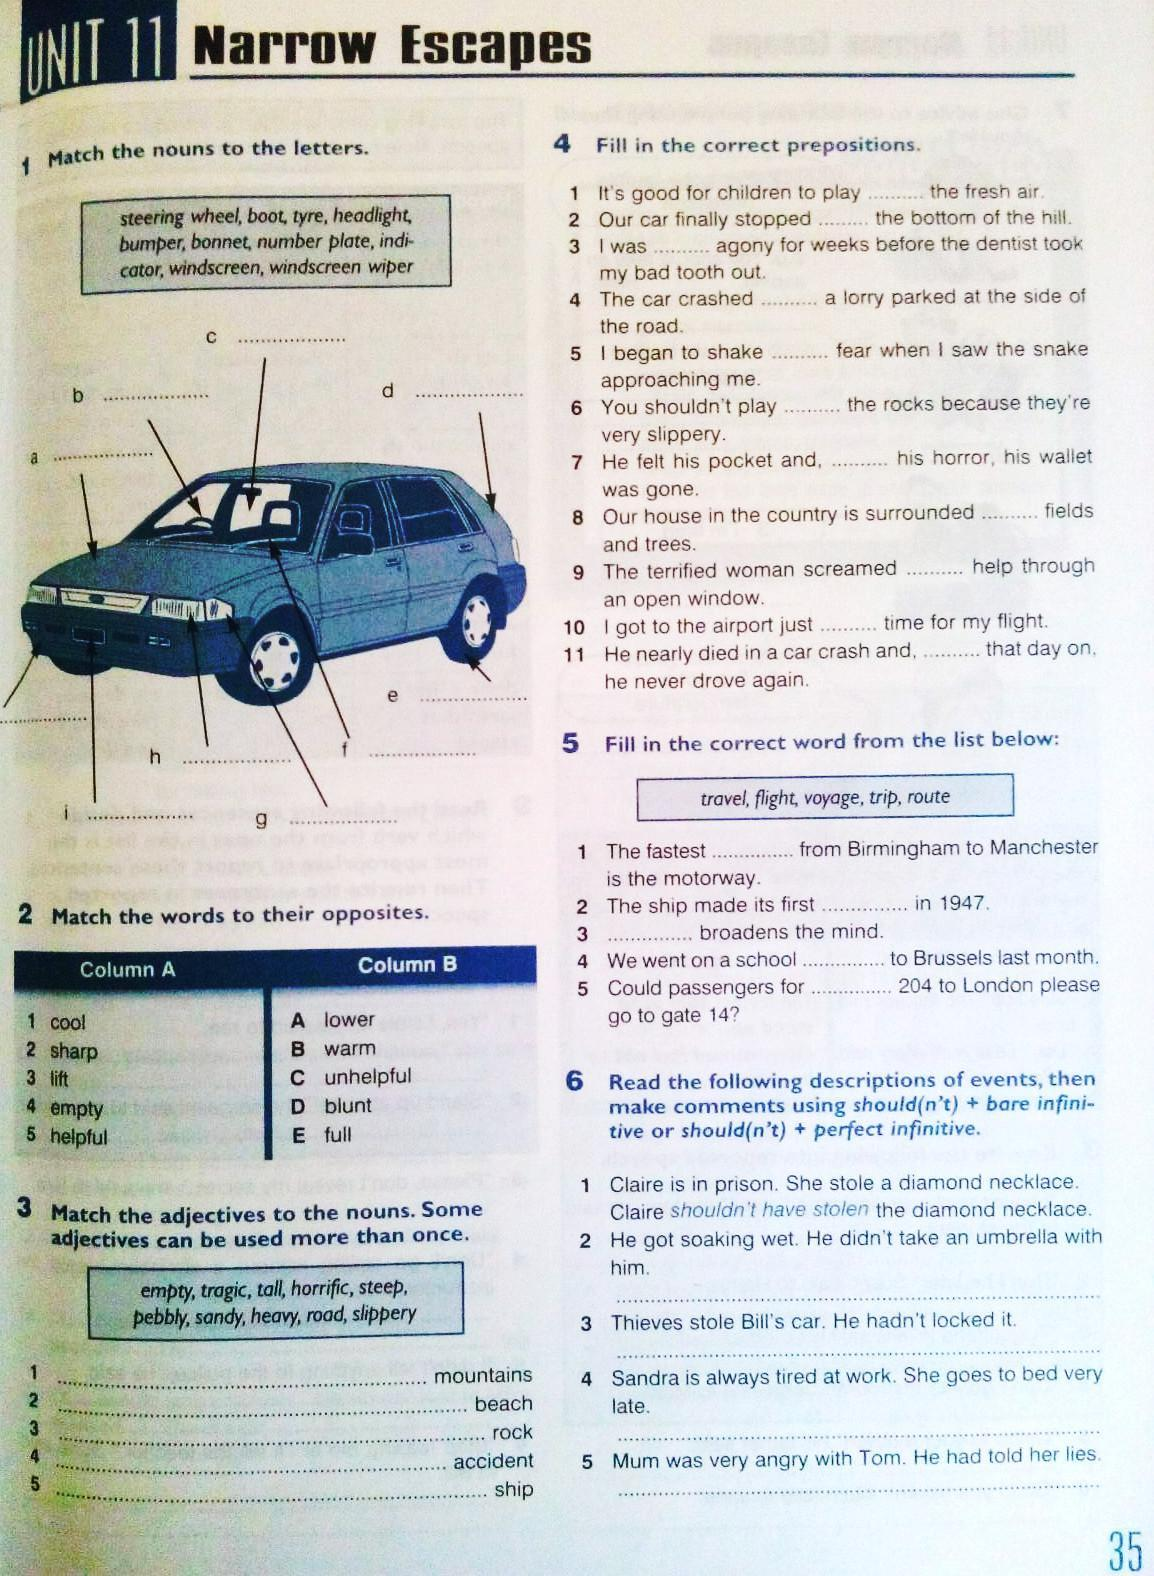 UNIT 11 Narrow Escapes
1 Match the nouns to the letters.
steering wheel, boot, tyre, headlight,
bumper, bonnet, number plate, indi-
cator, windscreen, windscreen wiper
c ....................
b ....................
d ....................
a ....................
e ....................
....................
h ....................
f ....................
i ....................
g ....................
2 Match the words to their opposites.
Column A Column B
1 cool A lower
2 sharp B warm
3 lift C unhelpful
4 empty D blunt
5 helpful E full
3 Match the adjectives to the nouns. Some
adjectives can be used more than once.
empty, tragic, tall, horrific, steep,
pebbly, sandy, heavy, road, slippery
1 .................... mountains
2 .................... beach
3 .................... rock
4 .................... accident
5 .................... ship
4 Fill in the correct prepositions.
1 It's good for children to play .......... the fresh air.
2 Our car finally stopped ......... the bottom of the hill.
3 I was .......... agony for weeks before the dentist took
my bad tooth out.
4 The car crashed .......... a lorry parked at the side of
the road.
5 I began to shake .......... fear when I saw the snake
approaching me.
6 You shouldn't play .......... the rocks because they're
very slippery.
7 He felt his pocket and, .......... his horror, his wallet
was gone.
8 Our house in the country is surrounded .......... fields
and trees.
9 The terrified woman screamed .......... help through
an open window.
10 I got to the airport just .......... time for my flight.
11 He nearly died in a car crash and, .......... that day on,
he never drove again.
5 Fill in the correct word from the list below:
travel, flight, voyage, trip, route
1 The fastest ............... from Birmingham to Manchester
is the motorway.
2 The ship made its first ............... in 1947.
3 ............... broadens the mind.
4 We went on a school ............... to Brussels last month.
5 Could passengers for ............... 204 to London please
go to gate 14?
6 Read the following descriptions of events, then
make comments using should(n't) + bare infini-
tive or should(n't) + perfect infinitive.
1 Claire is in prison. She stole a diamond necklace.
Claire shouldn't have stolen the diamond necklace.
2 He got soaking wet. He didn't take an umbrella with
him.
....................
3 Thieves stole Bill's car. He hadn't locked it.
....................
4 Sandra is always tired at work. She goes to bed very
late.
....................
5 Mum was very angry with Tom. He had told her lies.
....................
35